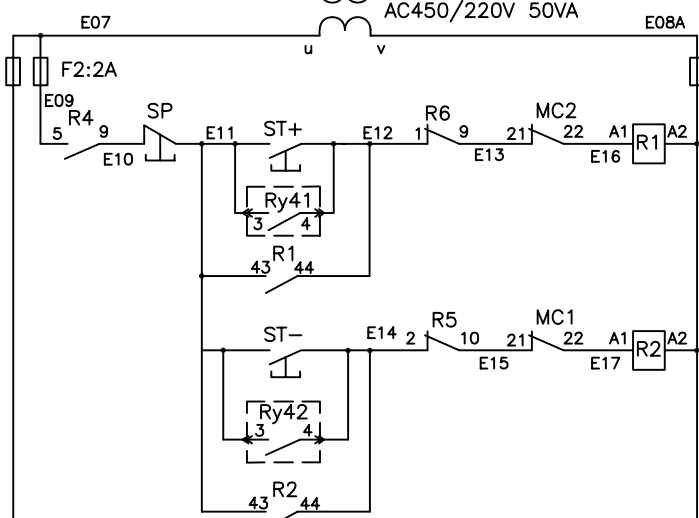 AC450/220V 50VA
E07
E08A
u
v
F2:2A
E09
R4
5
9
E10
SP
E11
ST+
E12
R6
1
9
E13
MC2
21
22
E16
A1
R1
A2
Ry41
3
4
R1
43
44
ST-
E14
R5
2
10
E15
MC1
21
22
E17
A1
R2
A2
Ry42
3
4
R2
43
44